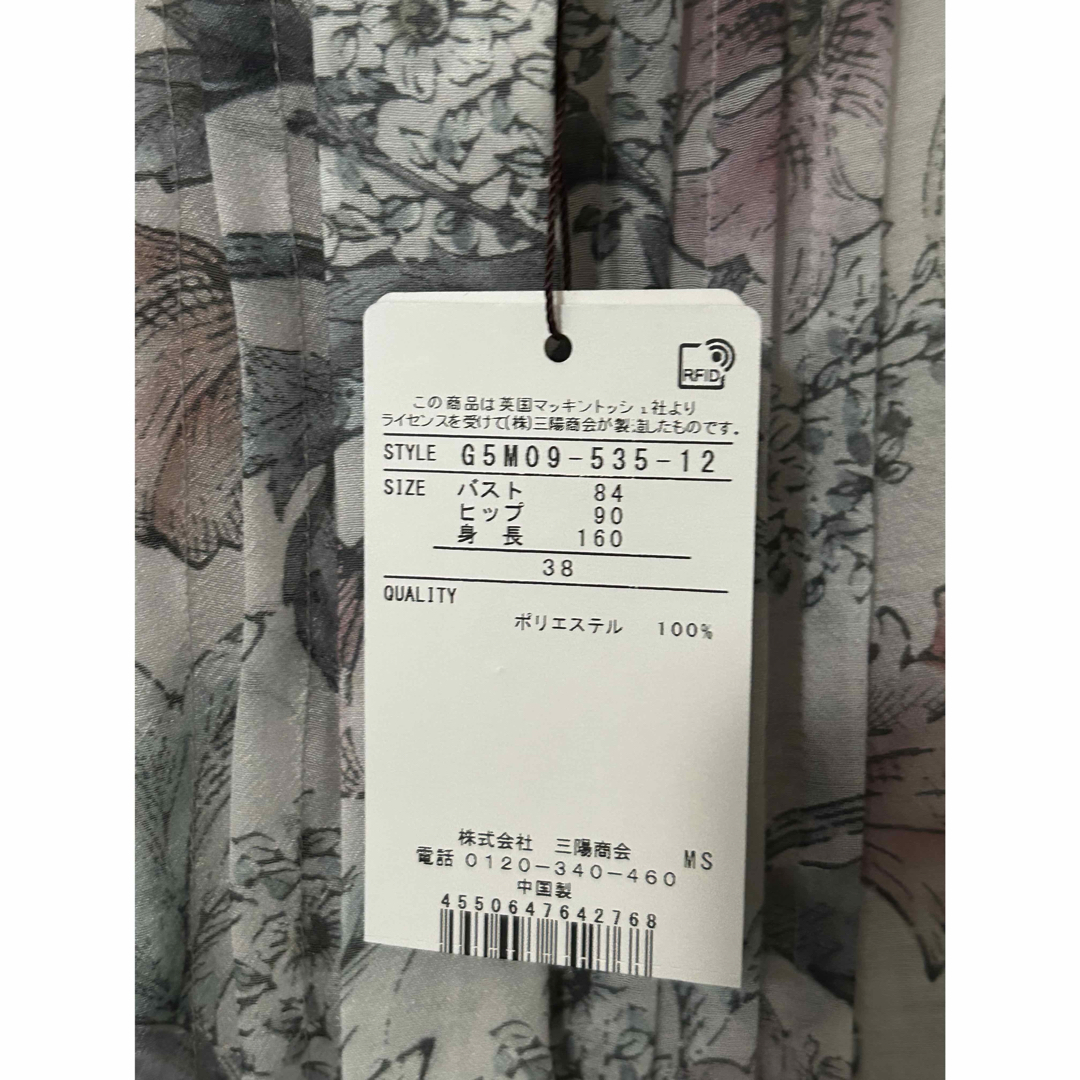 RFID
この商品は英国マッキントッシュ社より
ライセンスを受けて(株)三陽商会が製造したものです。
STYLE G5M09-535-12
SIZE バスト 84
ヒップ 90
身長 160
38
QUALITY
ポリエステル 100%
株式会社 三陽商会 MS
電話 0120-340-460
中国製
4550647642768